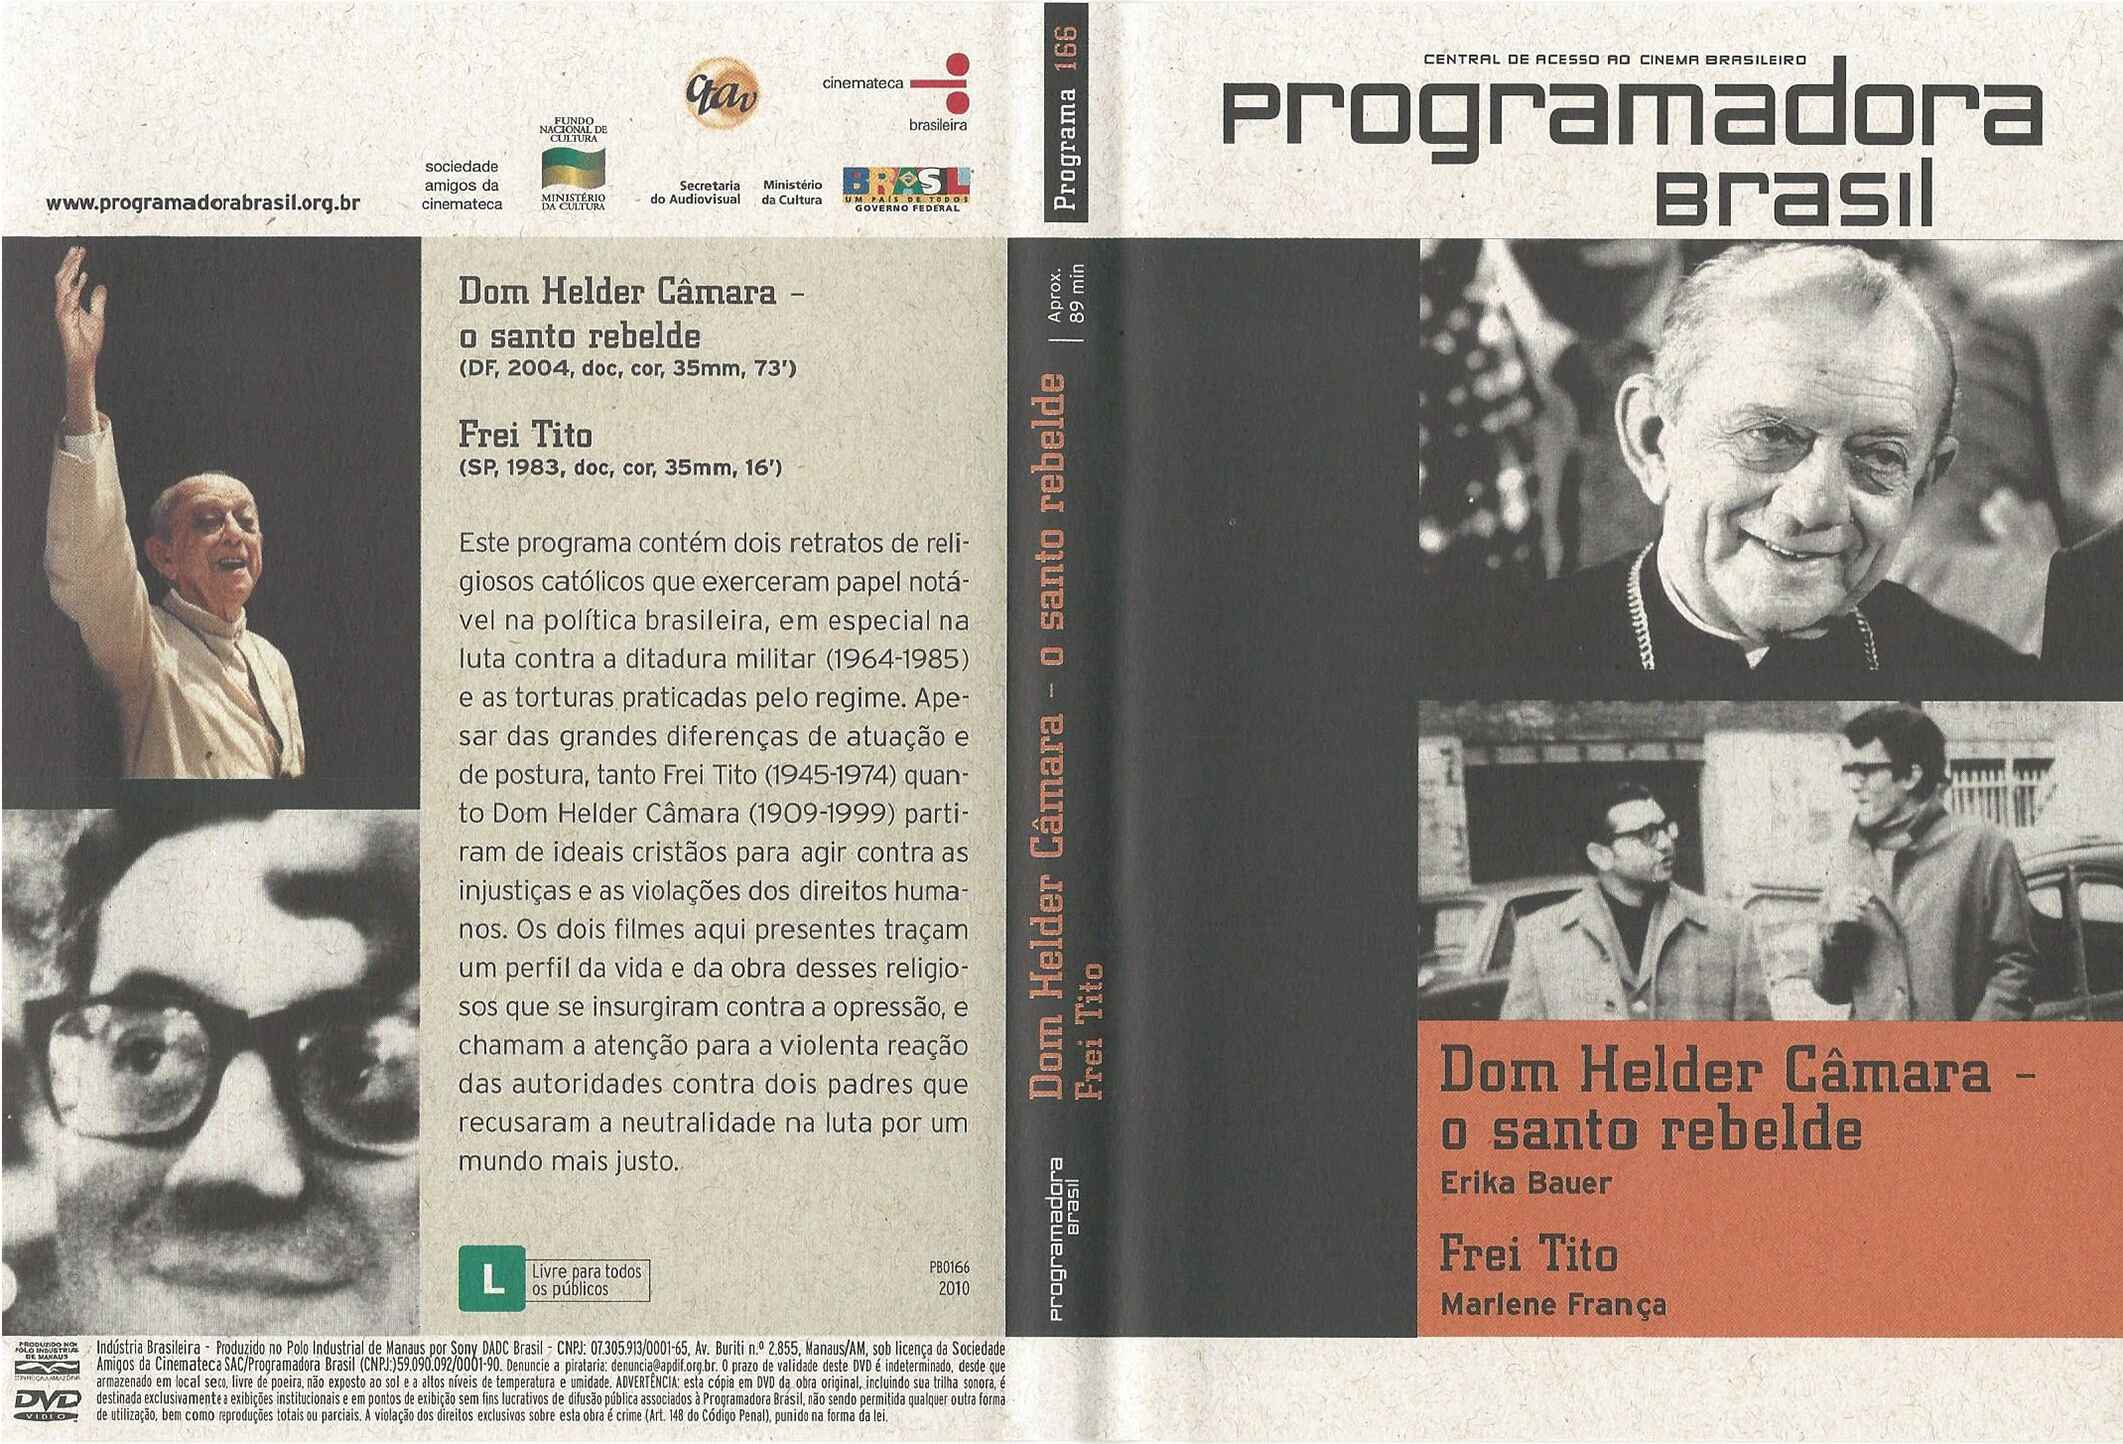 www.programadorabrasil.org.br
sociedade
amigos da
cinemateca
FUNDO
NACIONAL DE
CULTURA
MINISTÉRIO
DA CULTURA
Secretaria
do Audiovisual
Ministério
da Cultura
cinemateca
brasileira
BRASIL
UM PAÍS DE TODOS
GOVERNO FEDERAL
Dom Helder Câmara –
o santo rebelde
(DF, 2004, doc, cor, 35mm, 73’)
Frei Tito
(SP, 1983, doc, cor, 35mm, 16’)
Este programa contém dois retratos de reli-
giosos católicos que exerceram papel notá-
vel na política brasileira, em especial na
luta contra a ditadura militar (1964-1985)
e as torturas praticadas pelo regime. Ape-
sar das grandes diferenças de atuação e
de postura, tanto Frei Tito (1945-1974) quan-
to Dom Helder Câmara (1909-1999) parti-
ram de ideais cristãos para agir contra as
injustiças e as violações dos direitos huma-
nos. Os dois filmes aqui presentes traçam
um perfil da vida e da obra desses religio-
sos que se insurgiram contra a opressão, e
chamam a atenção para a violenta reação
das autoridades contra dois padres que
recusaram a neutralidade na luta por um
mundo mais justo.
L
Livre para todos
os públicos
PB0166
2010
PRODUZIDO NO
PÓLO INDUSTRIAL
DE MANAUS
DVD
VIDEO
Indústria Brasileira - Produzido no Polo Industrial de Manaus por Sony DADC Brasil - CNPJ: 07.305.913/0001-65, Av. Buriti n.º 2.855, Manaus/AM, sob licença da Sociedade
Amigos da Cinemateca SAC/Programadora Brasil (CNPJ:)59.090.092/0001-90. Denuncie a pirataria: denuncia@apdif.org.br. O prazo de validade deste DVD é indeterminado, desde que
armazenado em local seco, livre de poeira, não exposto ao sol e a altos níveis de temperatura e umidade. ADVERTÊNCIA: esta cópia em DVD da obra original, incluindo sua trilha sonora, é
destinada exclusivamente a exibições institucionais e em pontos de exibição sem fins lucrativos de difusão pública associados à Programadora Brasil, não sendo permitida qualquer outra forma
de utilização, bem como reproduções totais ou parciais. A violação dos direitos exclusivos sobre esta obra é crime (Art. 148 do Código Penal), punido na forma da lei.
Programa 166
Aprox.
89 min
Dom Helder Câmara – o santo rebelde
Frei Tito
programadora
Brasil
CENTRAL DE ACESSO AO CINEMA BRASILEIRO
programadora
Brasil
Dom Helder Câmara –
o santo rebelde
Erika Bauer
Frei Tito
Marlene França